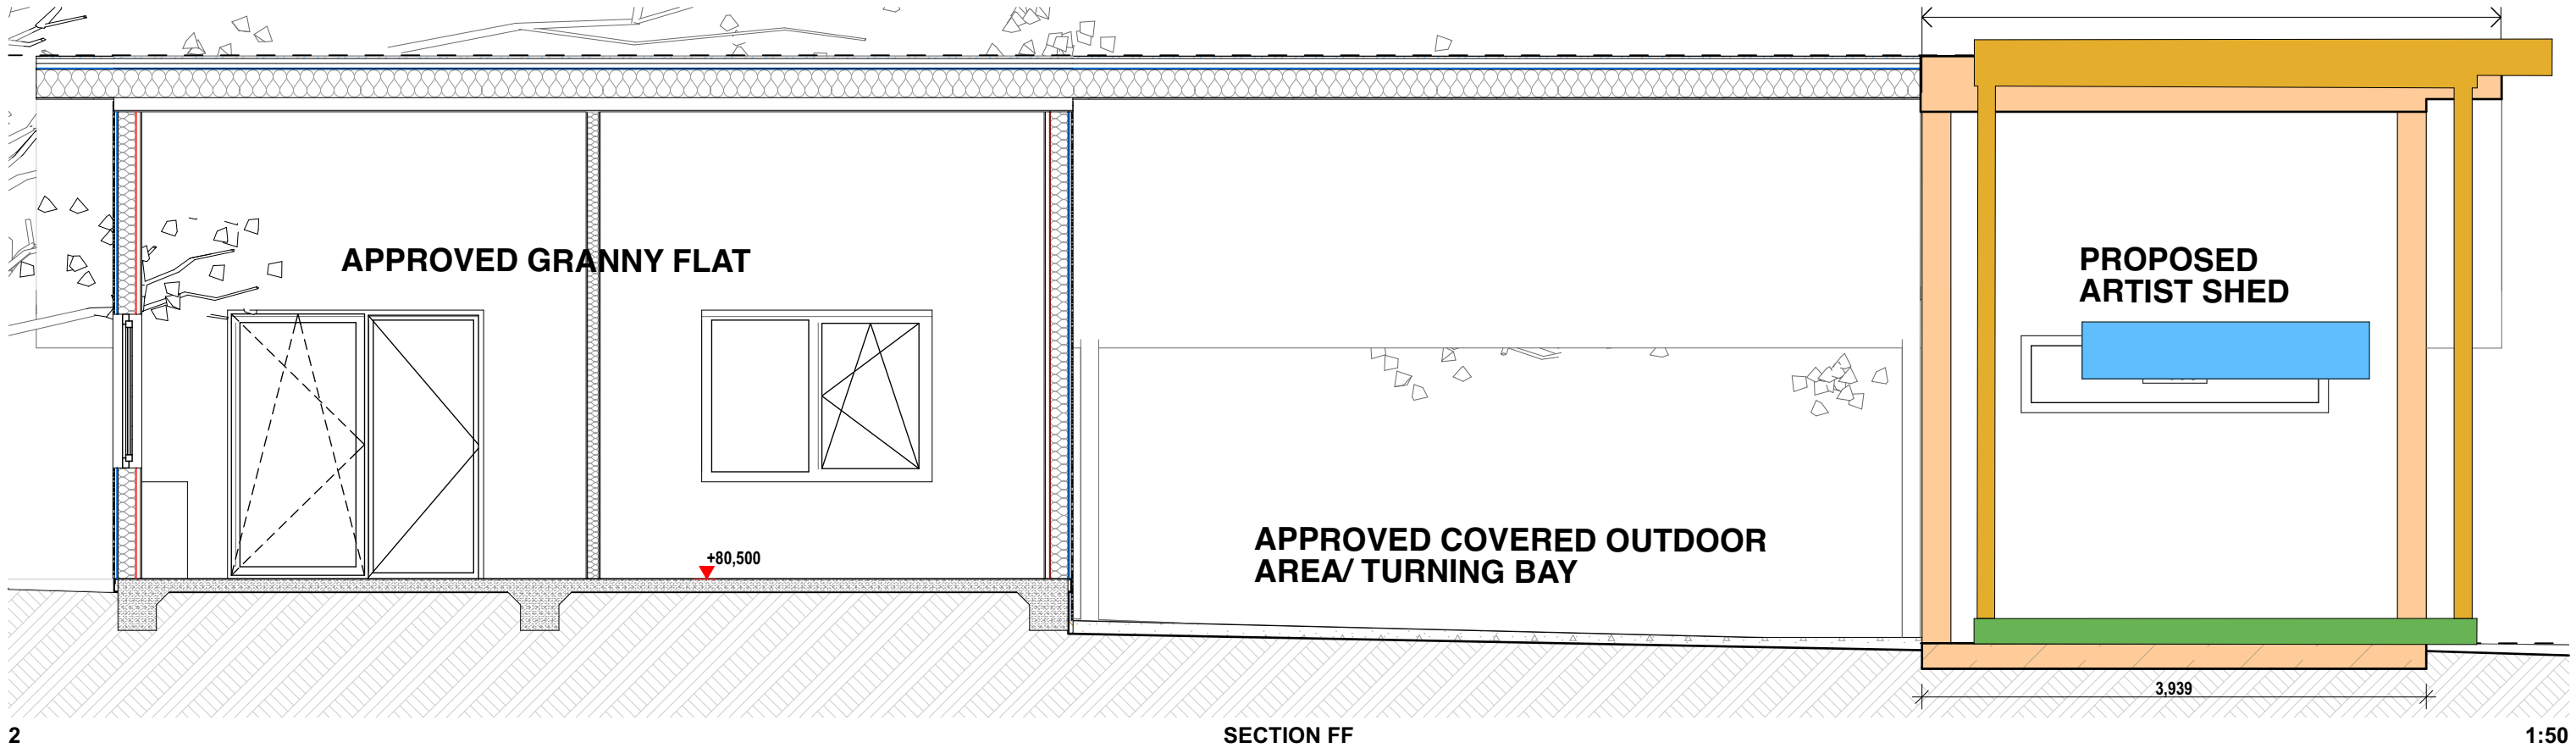 APPROVED GRANNY FLAT
PROPOSED
ARTIST SHED
+80,500
APPROVED COVERED OUTDOOR
AREA/ TURNING BAY
3,939
2
SECTION FF
1:50